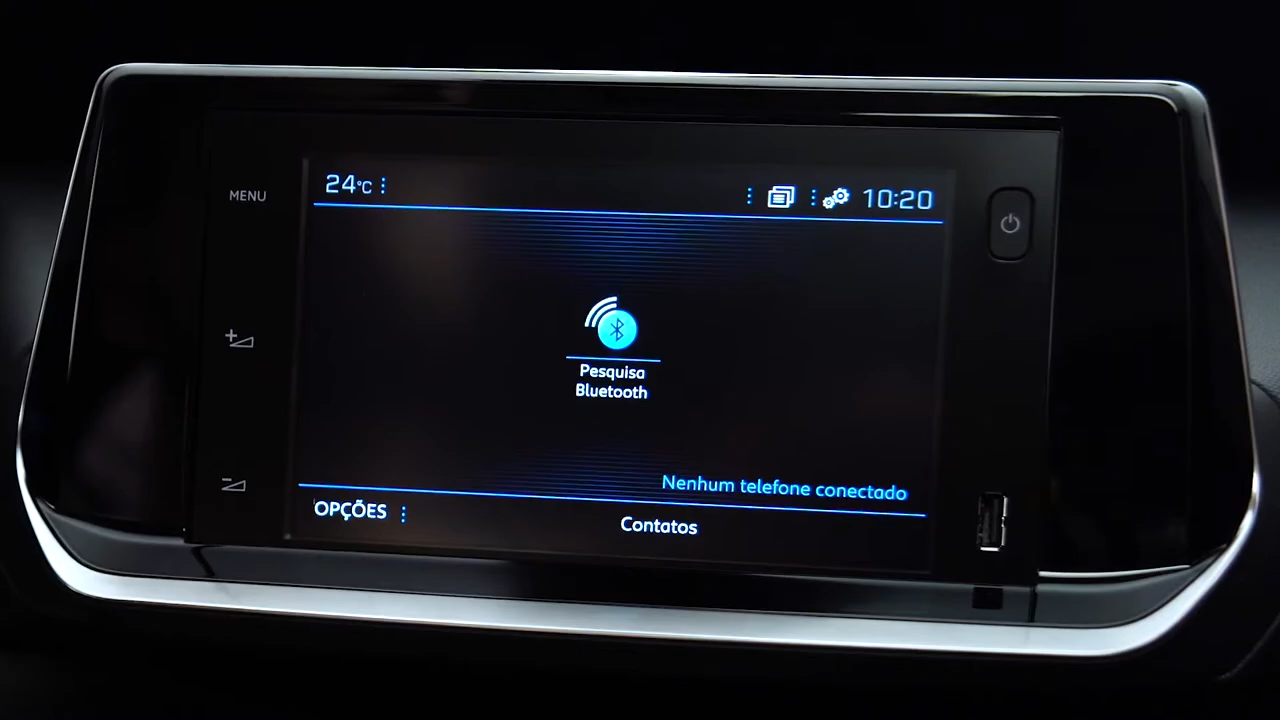 24°C
10:20
MENU
Pesquisa
Bluetooth
Nenhum telefone conectado
OPÇÕES
Contatos